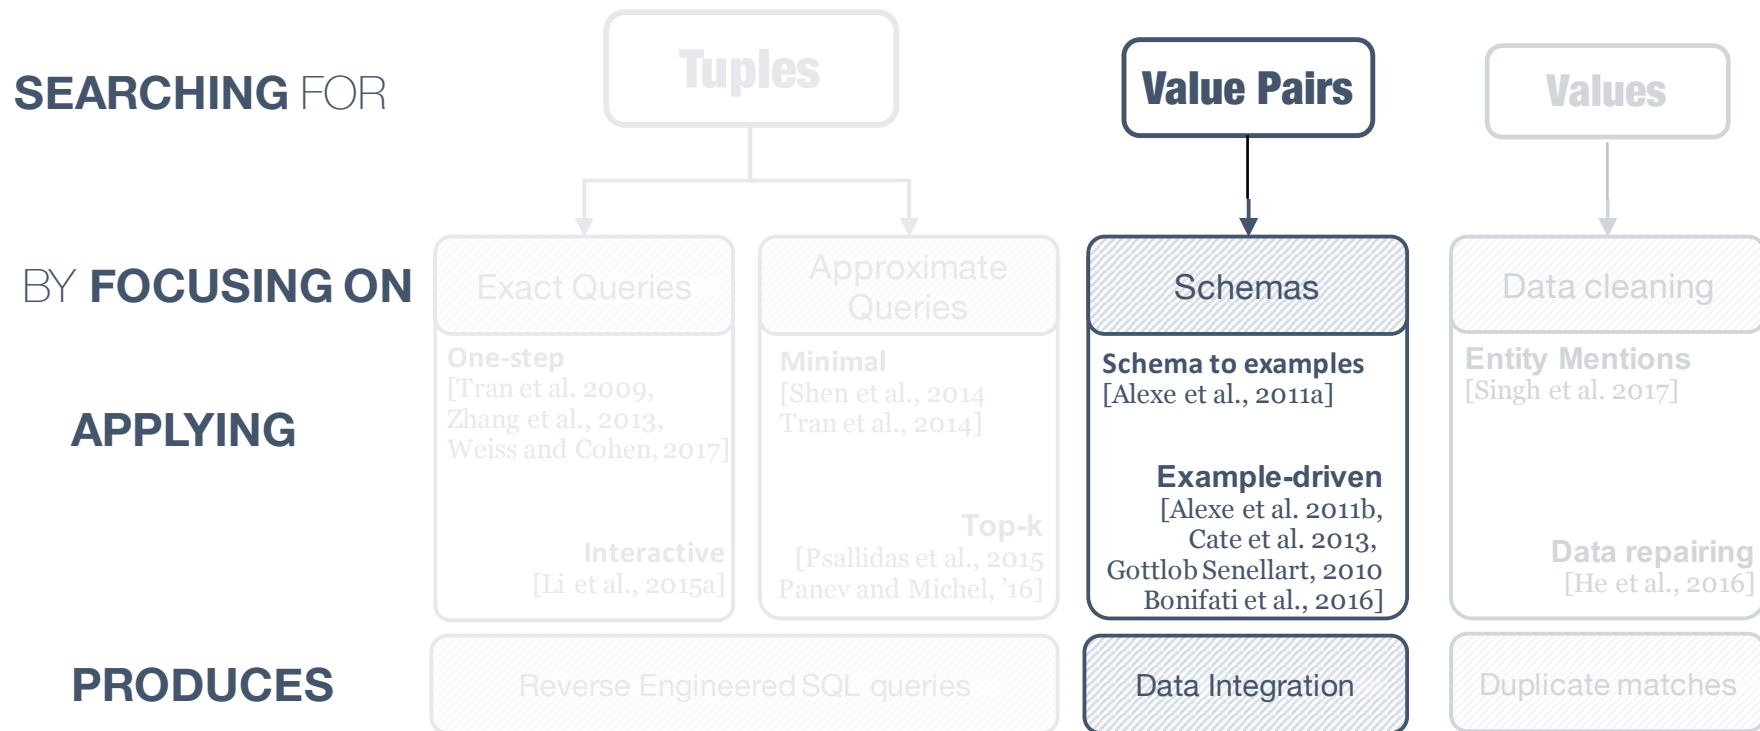 SEARCHING FOR
Tuples
Value Pairs
Values
BY FOCUSING ON
Exact Queries
Approximate
Queries
Schemas
Data cleaning
APPLYING
One-step
[Tran et al. 2009,
Zhang et al., 2013,
Weiss and Cohen, 2017]
Interactive
[Li et al., 2015a]
Minimal
[Shen et al., 2014
Tran et al., 2014]
Top-k
[Psallidas et al., 2015
Panev and Michel, ’16]
Schema to examples
[Alexe et al., 2011a]
Example-driven
[Alexe et al. 2011b,
Cate et al. 2013,
Gottlob Senellart, 2010
Bonifati et al., 2016]
Entity Mentions
[Singh et al. 2017]
Data repairing
[He et al., 2016]
PRODUCES
Reverse Engineered SQL queries
Data Integration
Duplicate matches